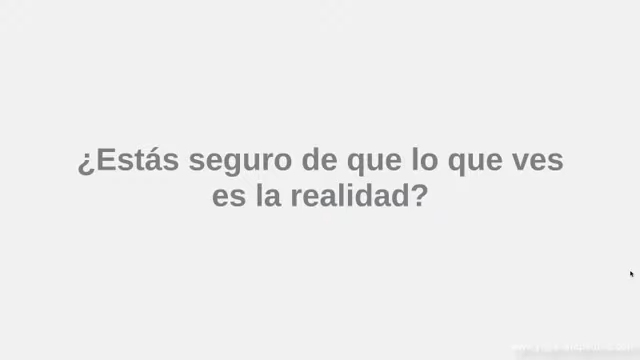 ¿Estás seguro de que lo que ves
es la realidad?